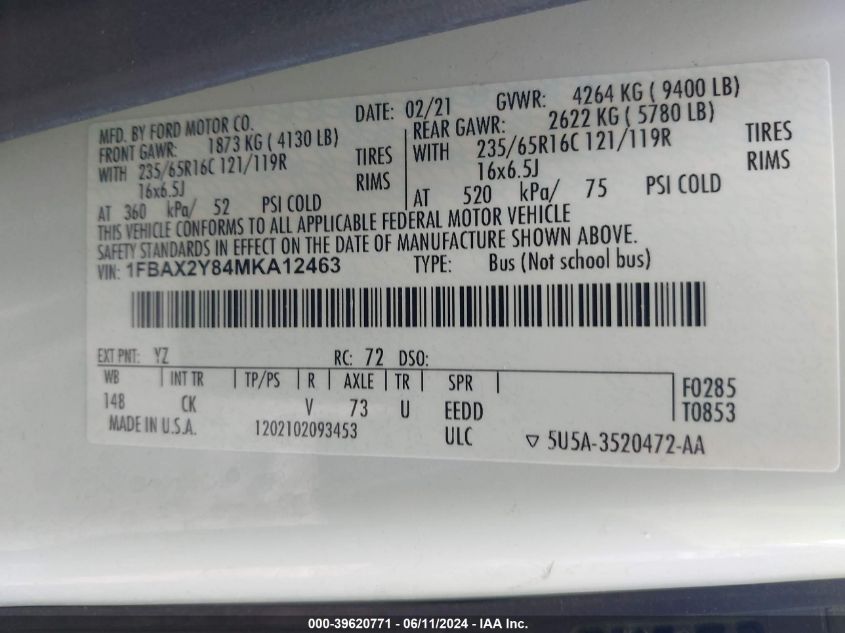 MFD. BY FORD MOTOR CO. DATE: 02/21 GVWR: 4264 KG ( 9400 LB)
FRONT GAWR: 1873 KG ( 4130 LB) REAR GAWR: 2622 KG ( 5780 LB)
WITH 235/65R16C 121/119R TIRES WITH 235/65R16C 121/119R TIRES
16x6.5J RIMS 16x6.5J RIMS
AT 360 kPa/ 52 PSI COLD AT 520 kPa/ 75 PSI COLD
THIS VEHICLE CONFORMS TO ALL APPLICABLE FEDERAL MOTOR VEHICLE
SAFETY STANDARDS IN EFFECT ON THE DATE OF MANUFACTURE SHOWN ABOVE.
VIN: 1FBAX2Y84MKA12463 TYPE: Bus (Not school bus)
EXT PNT: YZ RC: 72 DSO:
WB INT TR TP/PS R AXLE TR SPR F0285
148 CK V 73 U EEDD T0853
MADE IN U.S.A. 1202102093453 ULC ▽ 5U5A-3520472-AA
000-39620771 - 06/11/2024 - IAA Inc.